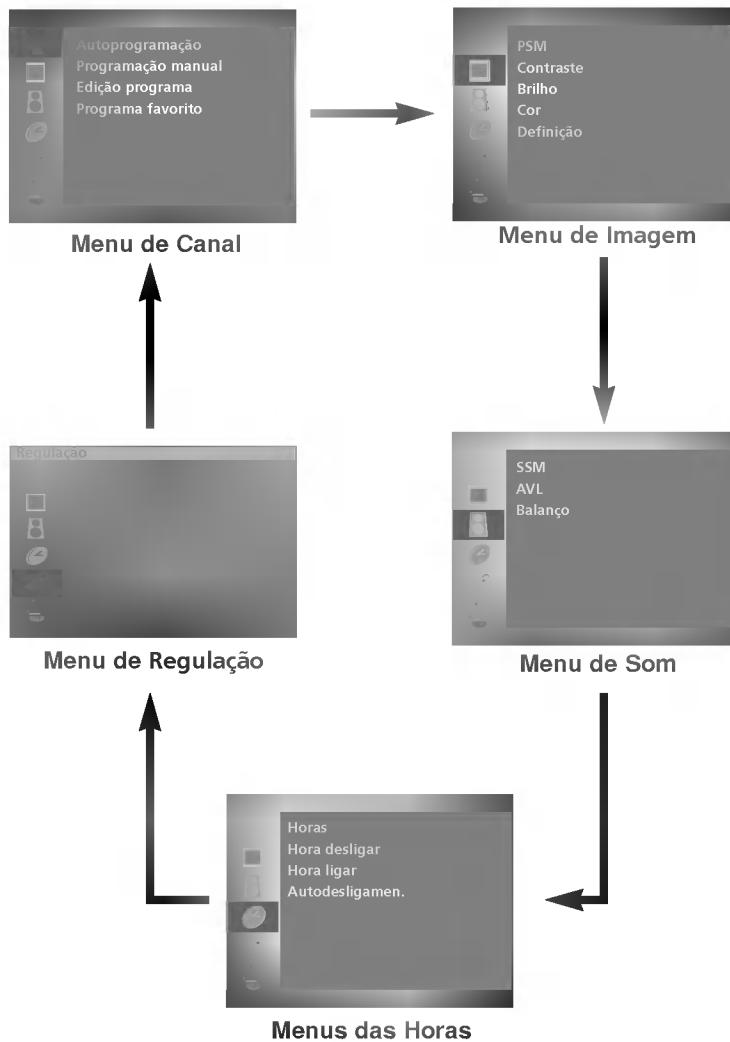 Autoprogramação
Programação manual
Edição programa
Programa favorito
Menu de Canal
PSM
Contraste
Brilho
Cor
Definição
Menu de Imagem
Regulação
Menu de Regulação
SSM
AVL
Balanço
Menu de Som
Horas
Hora desligar
Hora ligar
Autodesligamen.
Menus das Horas